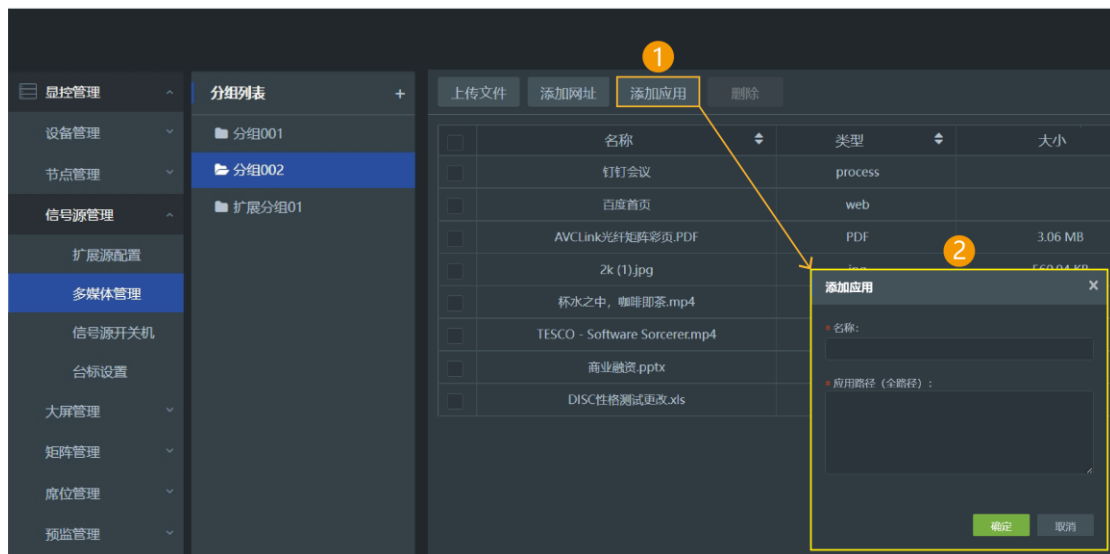 1
显控管理
分组列表 +
上传文件 添加网址 添加应用 删除
设备管理
分组001
名称 类型 大小
节点管理
分组002
钉钉会议 process
信号源管理
扩展分组01
百度首页 web
扩展源配置
AVCLink光纤矩阵彩页.PDF PDF 3.06 MB
2
多媒体管理
2k (1).jpg
添加应用 ×
信号源开关机
杯水之中，咖啡即茶.mp4
*名称:
TESCO - Software Sorcerer.mp4
台标设置
商业融资.pptx
*应用路径（全路径）:
大屏管理
DISC性格测试更改.xls
矩阵管理
席位管理
预监管理
确定 取消